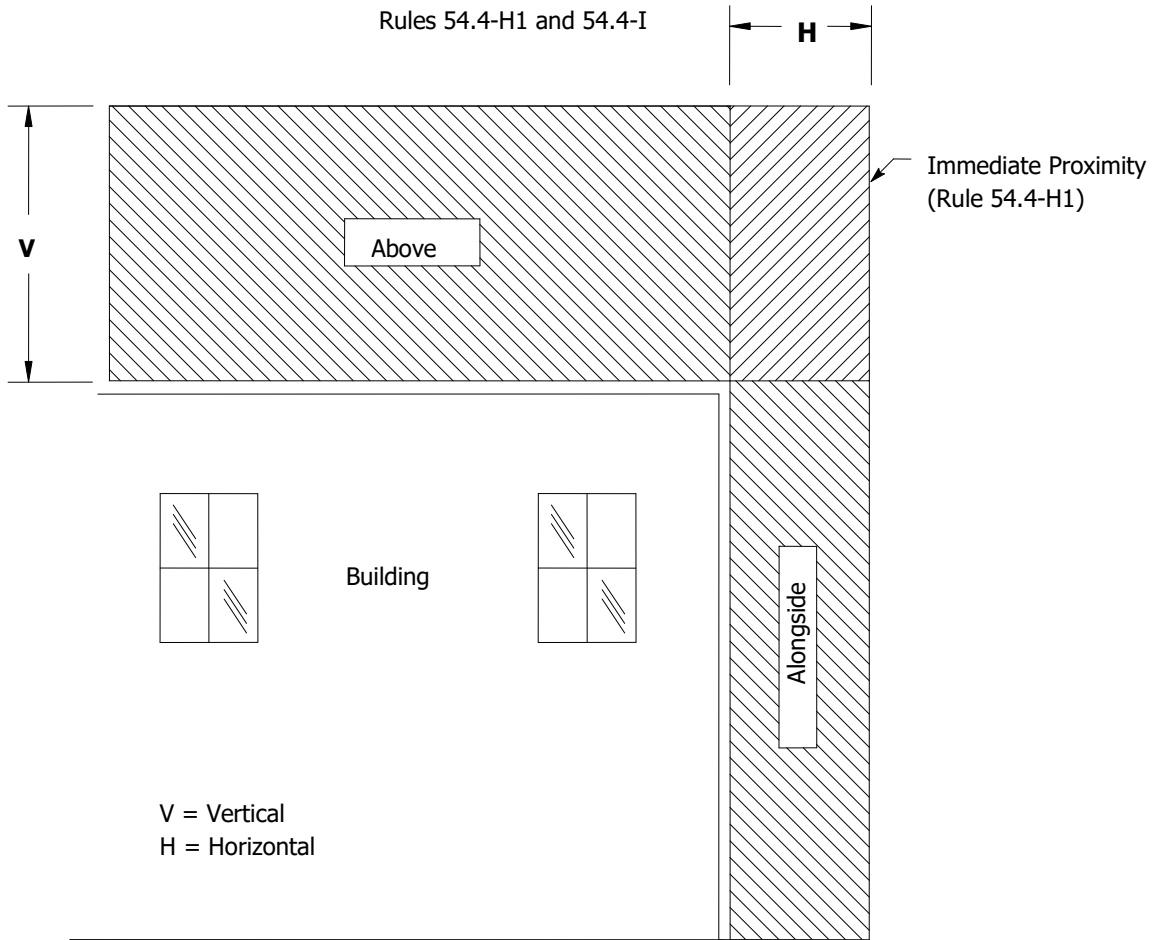 Rules 54.4-H1 and 54.4-I
H
Immediate Proximity
(Rule 54.4-H1)
V
Above
Building
Alongside
V = Vertical
H = Horizontal